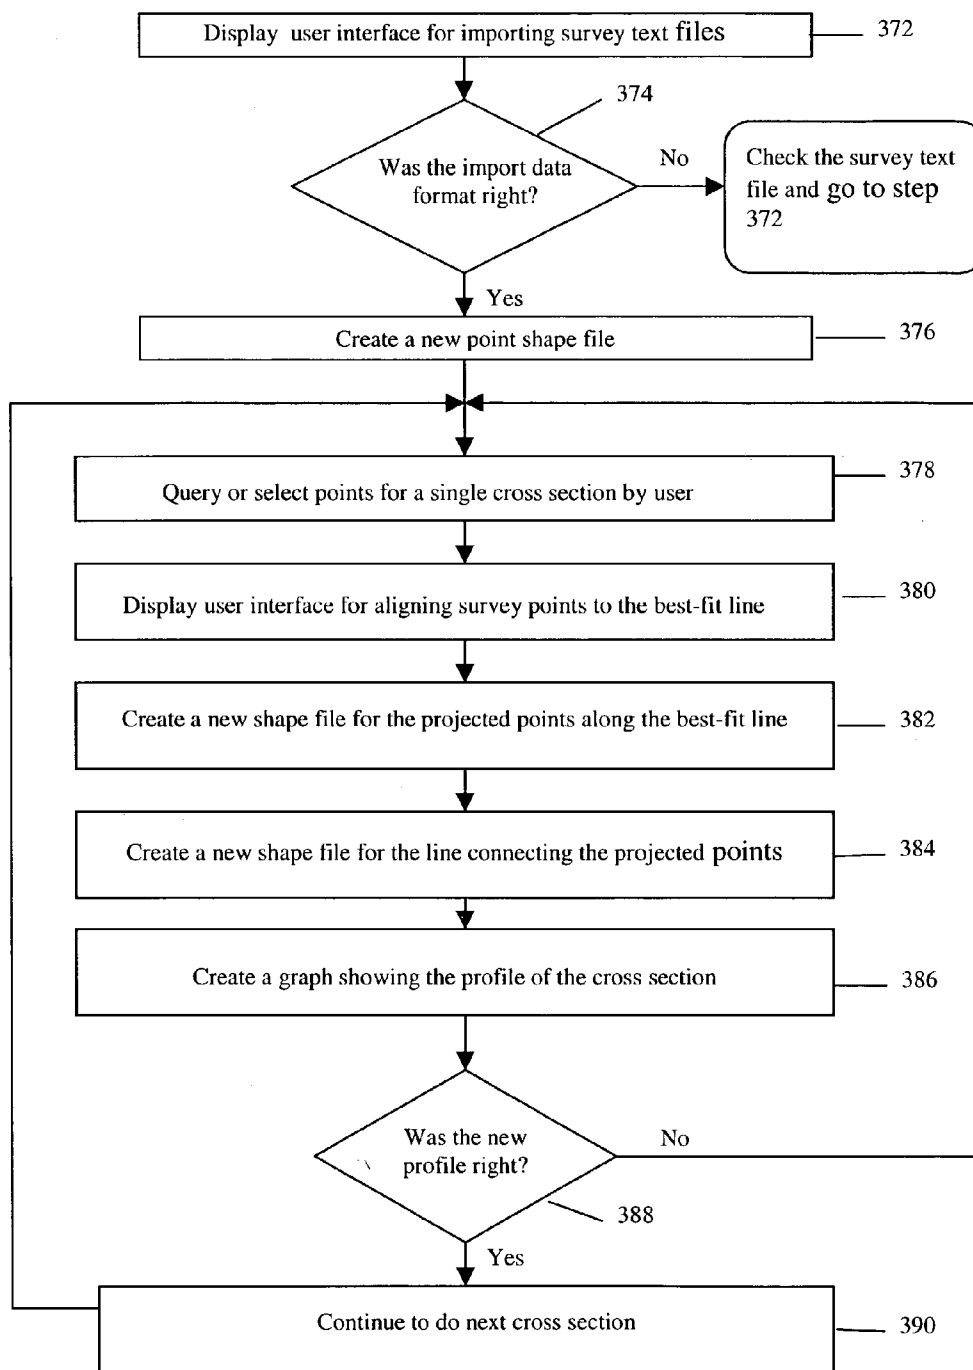 Display user interface for importing survey text files
372
374
Was the import data
format right?
No
Check the survey text
file and go to step
372
Yes
Create a new point shape file
376
Query or select points for a single cross section by user
378
Display user interface for aligning survey points to the best-fit line
380
Create a new shape file for the projected points along the best-fit line
382
Create a new shape file for the line connecting the projected points
384
Create a graph showing the profile of the cross section
386
Was the new
profile right?
No
388
Yes
Continue to do next cross section
390